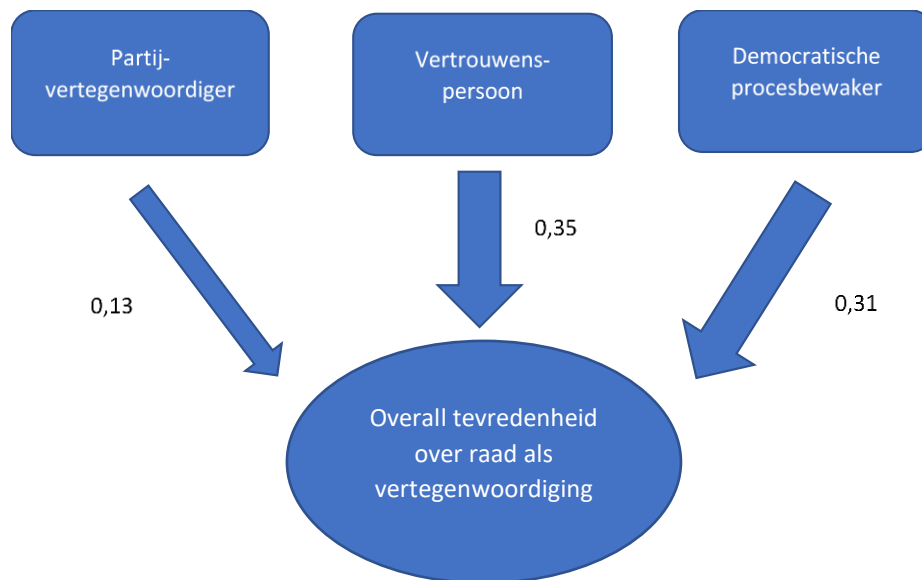 Partij-
vertegenwoordiger
Vertrouwens-
persoon
Democratische
procesbewaker
0,35
0,13
0,31
Overall tevredenheid
over raad als
vertegenwoordiging